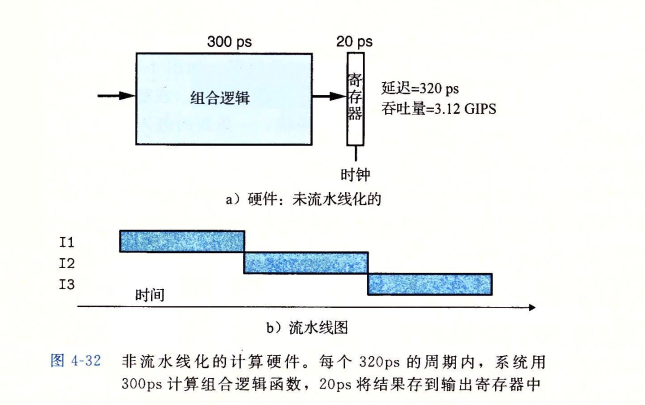 300 ps
20 ps
组合逻辑
寄存器
延迟=320 ps
吞吐量=3.12 GIPS
时钟
a）硬件：未流水线化的
I1
I2
I3
时间
b）流水线图
图 4-32 非流水线化的计算硬件。每个 320ps 的周期内，系统用
300ps 计算组合逻辑函数，20ps 将结果存到输出寄存器中